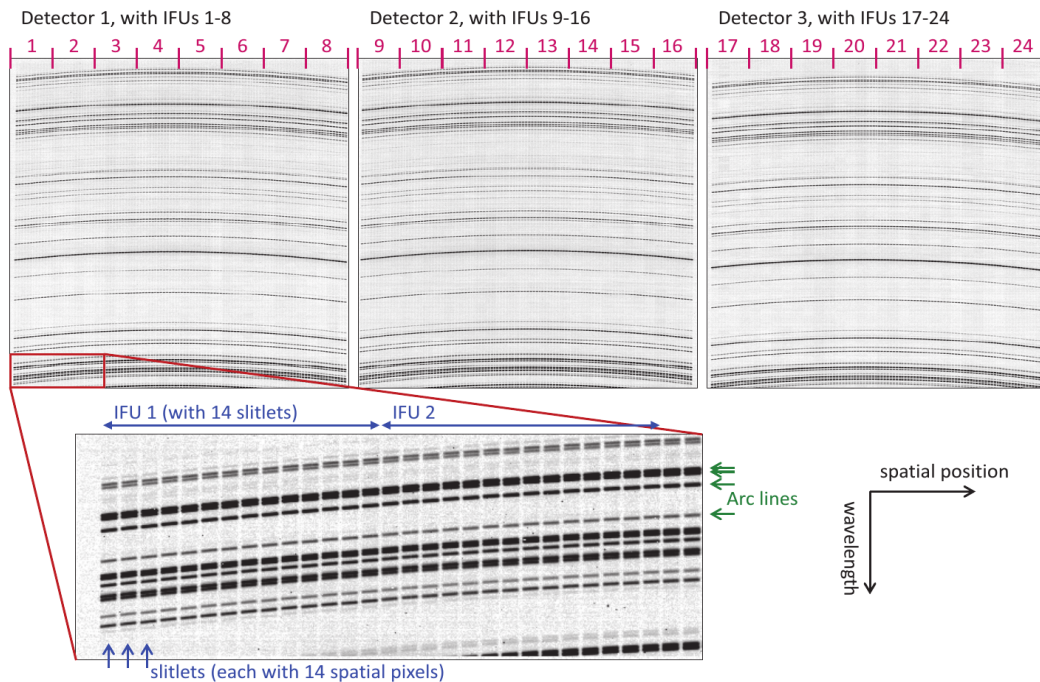 Detector 1, with IFUs 1-8
Detector 2, with IFUs 9-16
Detector 3, with IFUs 17-24
1 2 3 4 5 6 7 8
9 10 11 12 13 14 15 16
17 18 19 20 21 22 23 24
IFU 1 (with 14 slitlets)
IFU 2
Arc lines
spatial position
wavelength
slitlets (each with 14 spatial pixels)